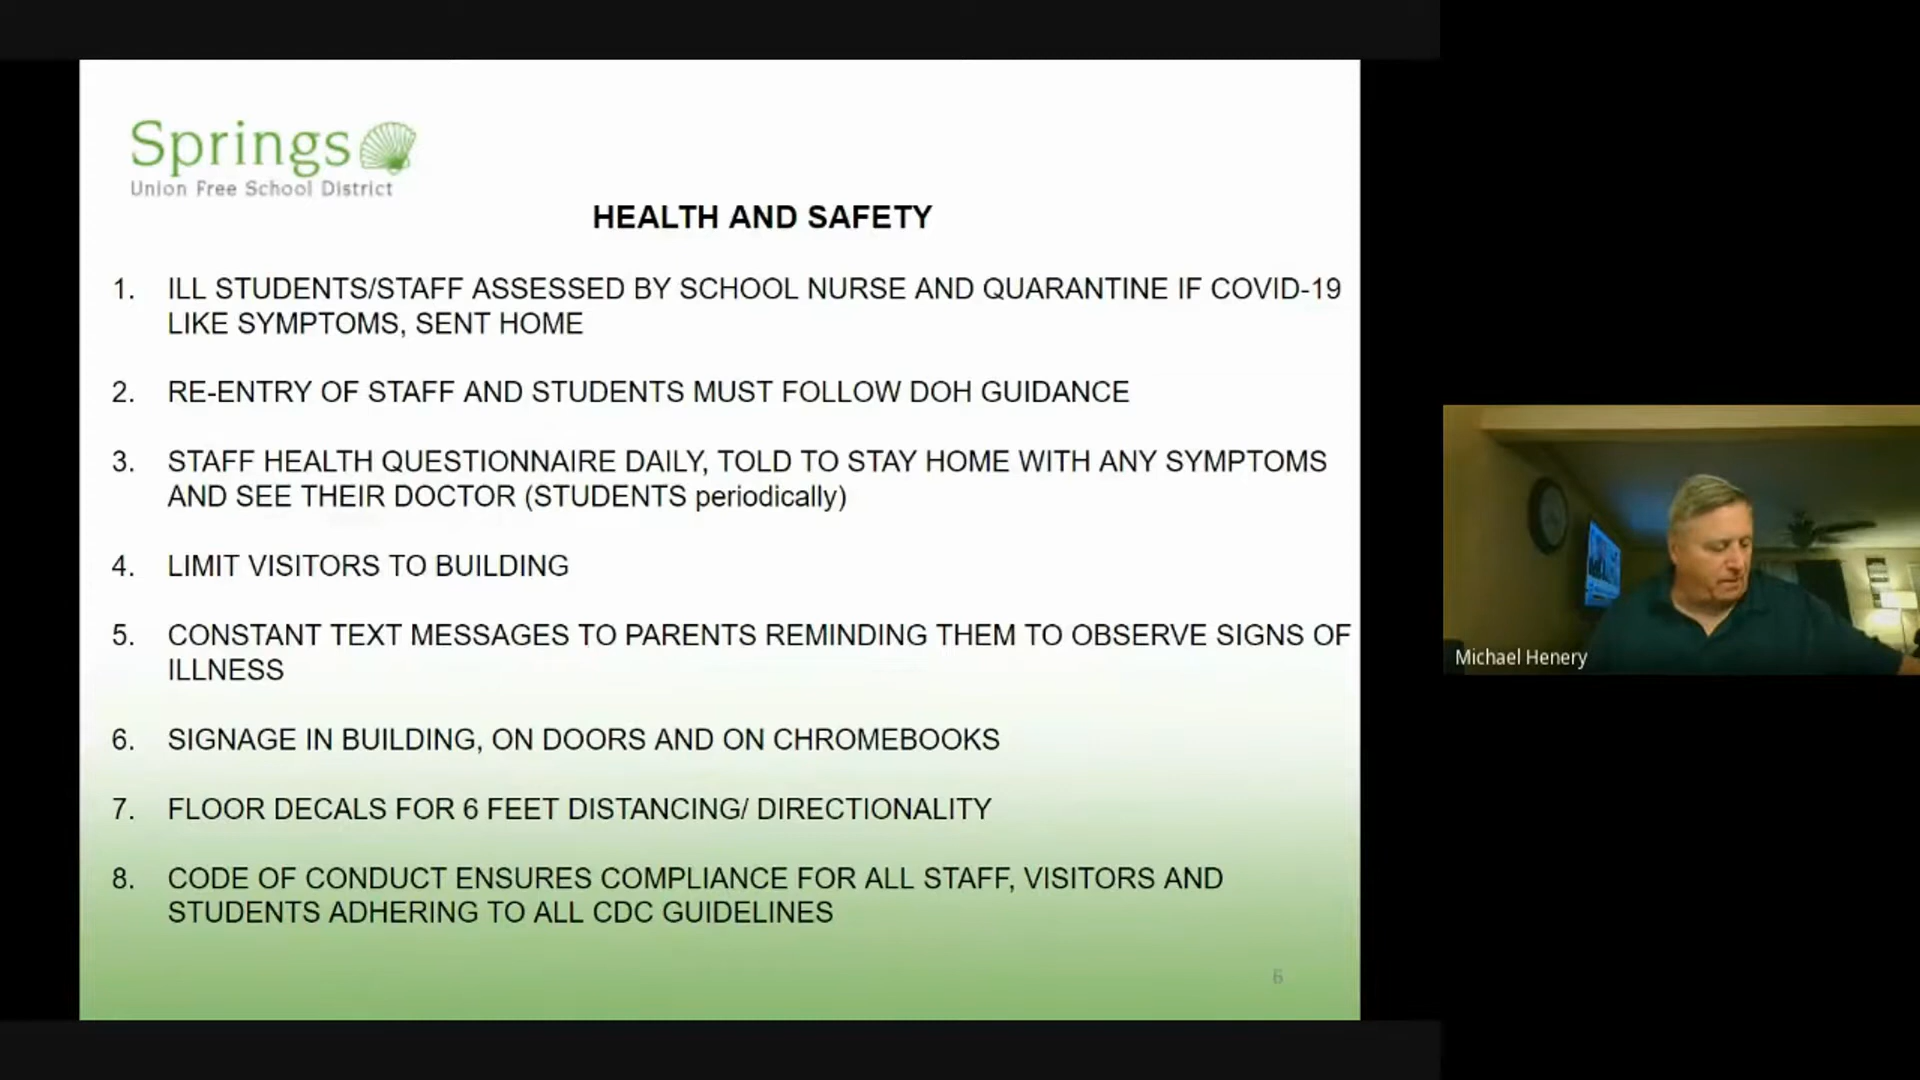 Springs
Union Free School District
HEALTH AND SAFETY
1. ILL STUDENTS/STAFF ASSESSED BY SCHOOL NURSE AND QUARANTINE IF COVID-19
LIKE SYMPTOMS, SENT HOME
2. RE-ENTRY OF STAFF AND STUDENTS MUST FOLLOW DOH GUIDANCE
3. STAFF HEALTH QUESTIONNAIRE DAILY, TOLD TO STAY HOME WITH ANY SYMPTOMS
AND SEE THEIR DOCTOR (STUDENTS periodically)
4. LIMIT VISITORS TO BUILDING
5. CONSTANT TEXT MESSAGES TO PARENTS REMINDING THEM TO OBSERVE SIGNS OF
ILLNESS
6. SIGNAGE IN BUILDING, ON DOORS AND ON CHROMEBOOKS
7. FLOOR DECALS FOR 6 FEET DISTANCING/ DIRECTIONALITY
8. CODE OF CONDUCT ENSURES COMPLIANCE FOR ALL STAFF, VISITORS AND
STUDENTS ADHERING TO ALL CDC GUIDELINES
6
Michael Henery